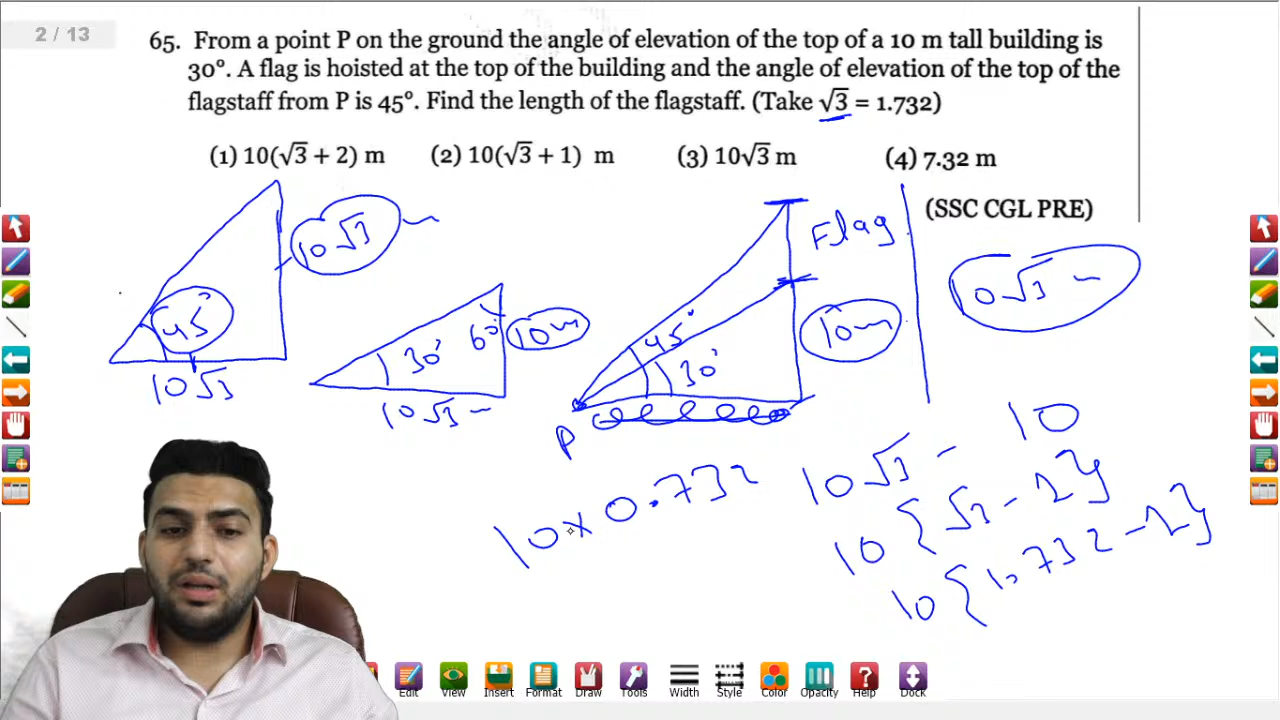 2 / 13
65. From a point P on the ground the angle of elevation of the top of a 10 m tall building is
30°. A flag is hoisted at the top of the building and the angle of elevation of the top of the
flagstaff from P is 45°. Find the length of the flagstaff. (Take √3 = 1.732)
(1) 10(√3 + 2) m (2) 10(√3 + 1) m (3) 10√3 m (4) 7.32 m
(SSC CGL PRE)
10√3
45°
10√3
30°
60°
10m
10√3
Flag
10m
45°
30°
P
10√3
10√3 - 10
10{√3 - 1}
10{1.732 - 1}
10 x 0.732
Edit View Insert Format Draw Tools Width Style Color Options Help Dock